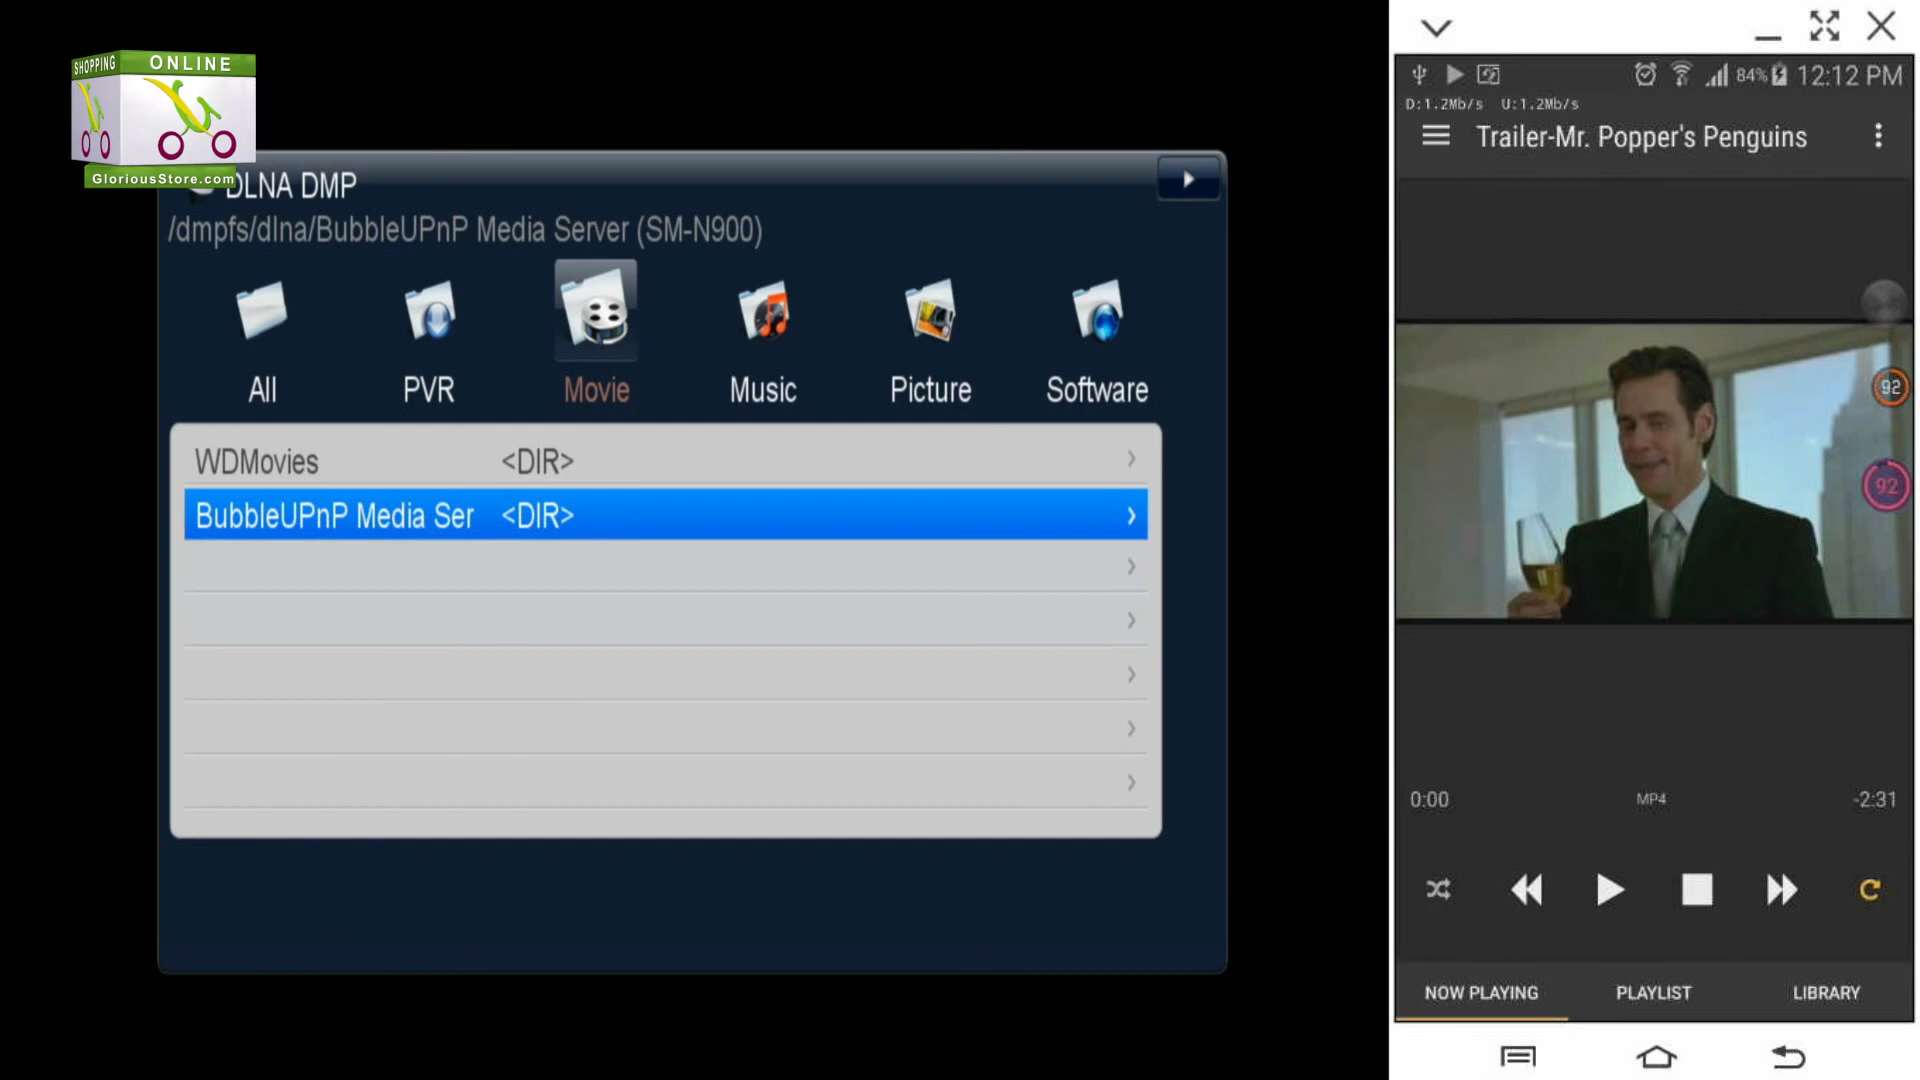 SHOPPING ONLINE
GloriousStore.com
DLNA DMP
/dmpfs/dlna/BubbleUPnP Media Server (SM-N900)
All PVR Movie Music Picture Software
WDMovies <DIR>
BubbleUPnP Media Ser <DIR>
84% 12:12 PM
D:1.2Mb/s U:1.2Mb/s
Trailer-Mr. Popper's Penguins
92
92
0:00 MP4 -2:31
NOW PLAYING PLAYLIST LIBRARY